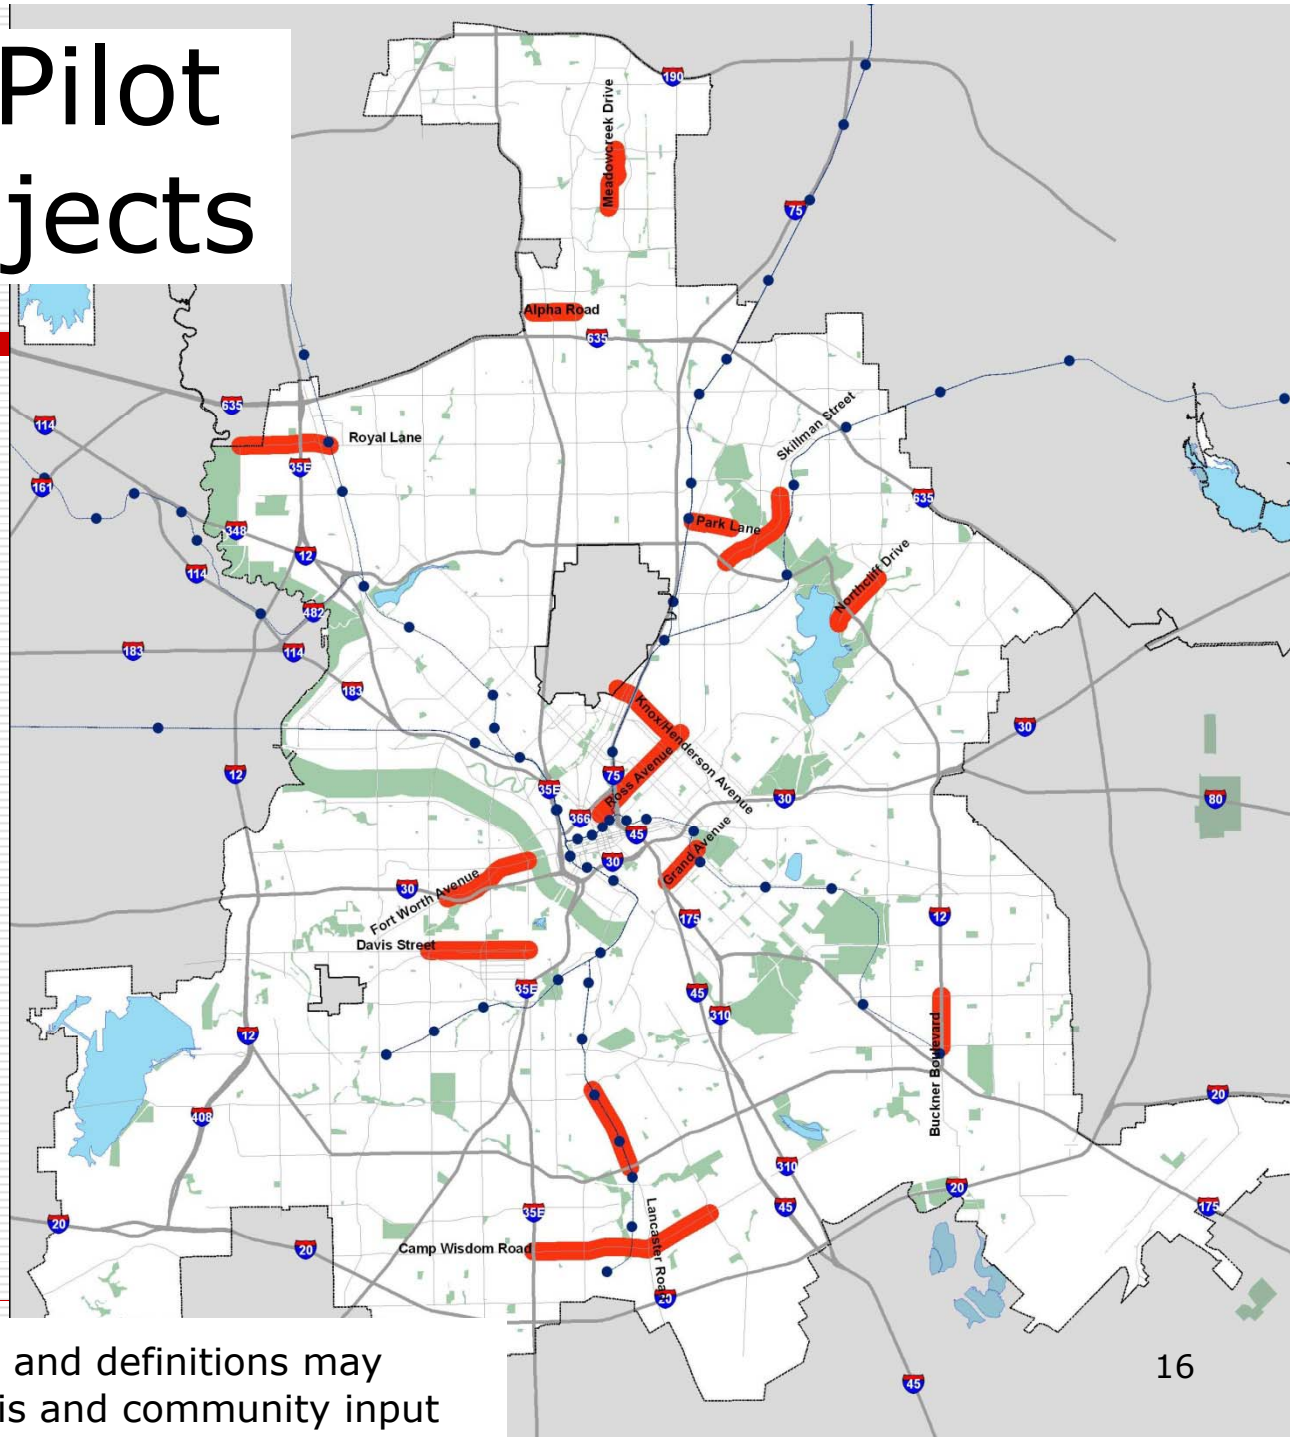 Pilot
jects
190
Meadowcreek Drive
75
Alpha Road
635
Skillman Street
635
114
Royal Lane
35E
161
635
Park Lane
348
12
Northcliff Drive
114
482
183
114
183
30
Knox/Henderson Avenue
12
75
35E
Ross Avenue
30
80
366
45
Grand Avenue
30
30
Fort Worth Avenue
12
175
Davis Street
35E
45
310
12
Buckner Boulevard
408
20
310
20
45
175
35E
20
20
Lancaster Road
Camp Wisdom Road
20
and definitions may
is and community input
16
45